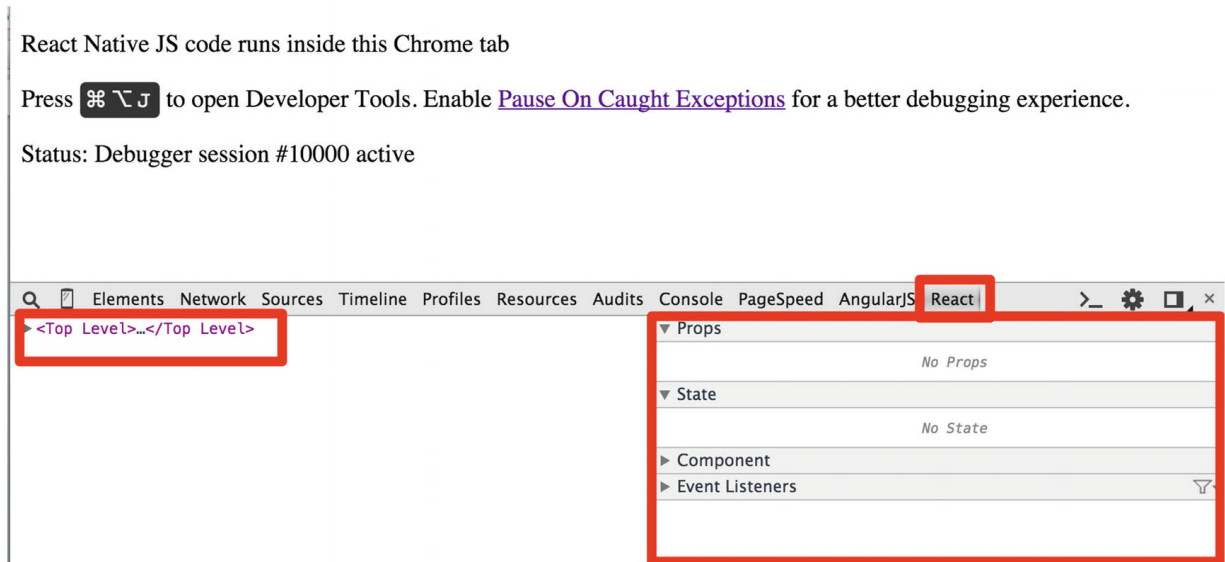 React Native JS code runs inside this Chrome tab
Press ⌘⌥J to open Developer Tools. Enable Pause On Caught Exceptions for a better debugging experience.
Status: Debugger session #10000 active
Elements Network Sources Timeline Profiles Resources Audits Console PageSpeed AngularJS React
<Top Level>…</Top Level>
Props
No Props
State
No State
Component
Event Listeners